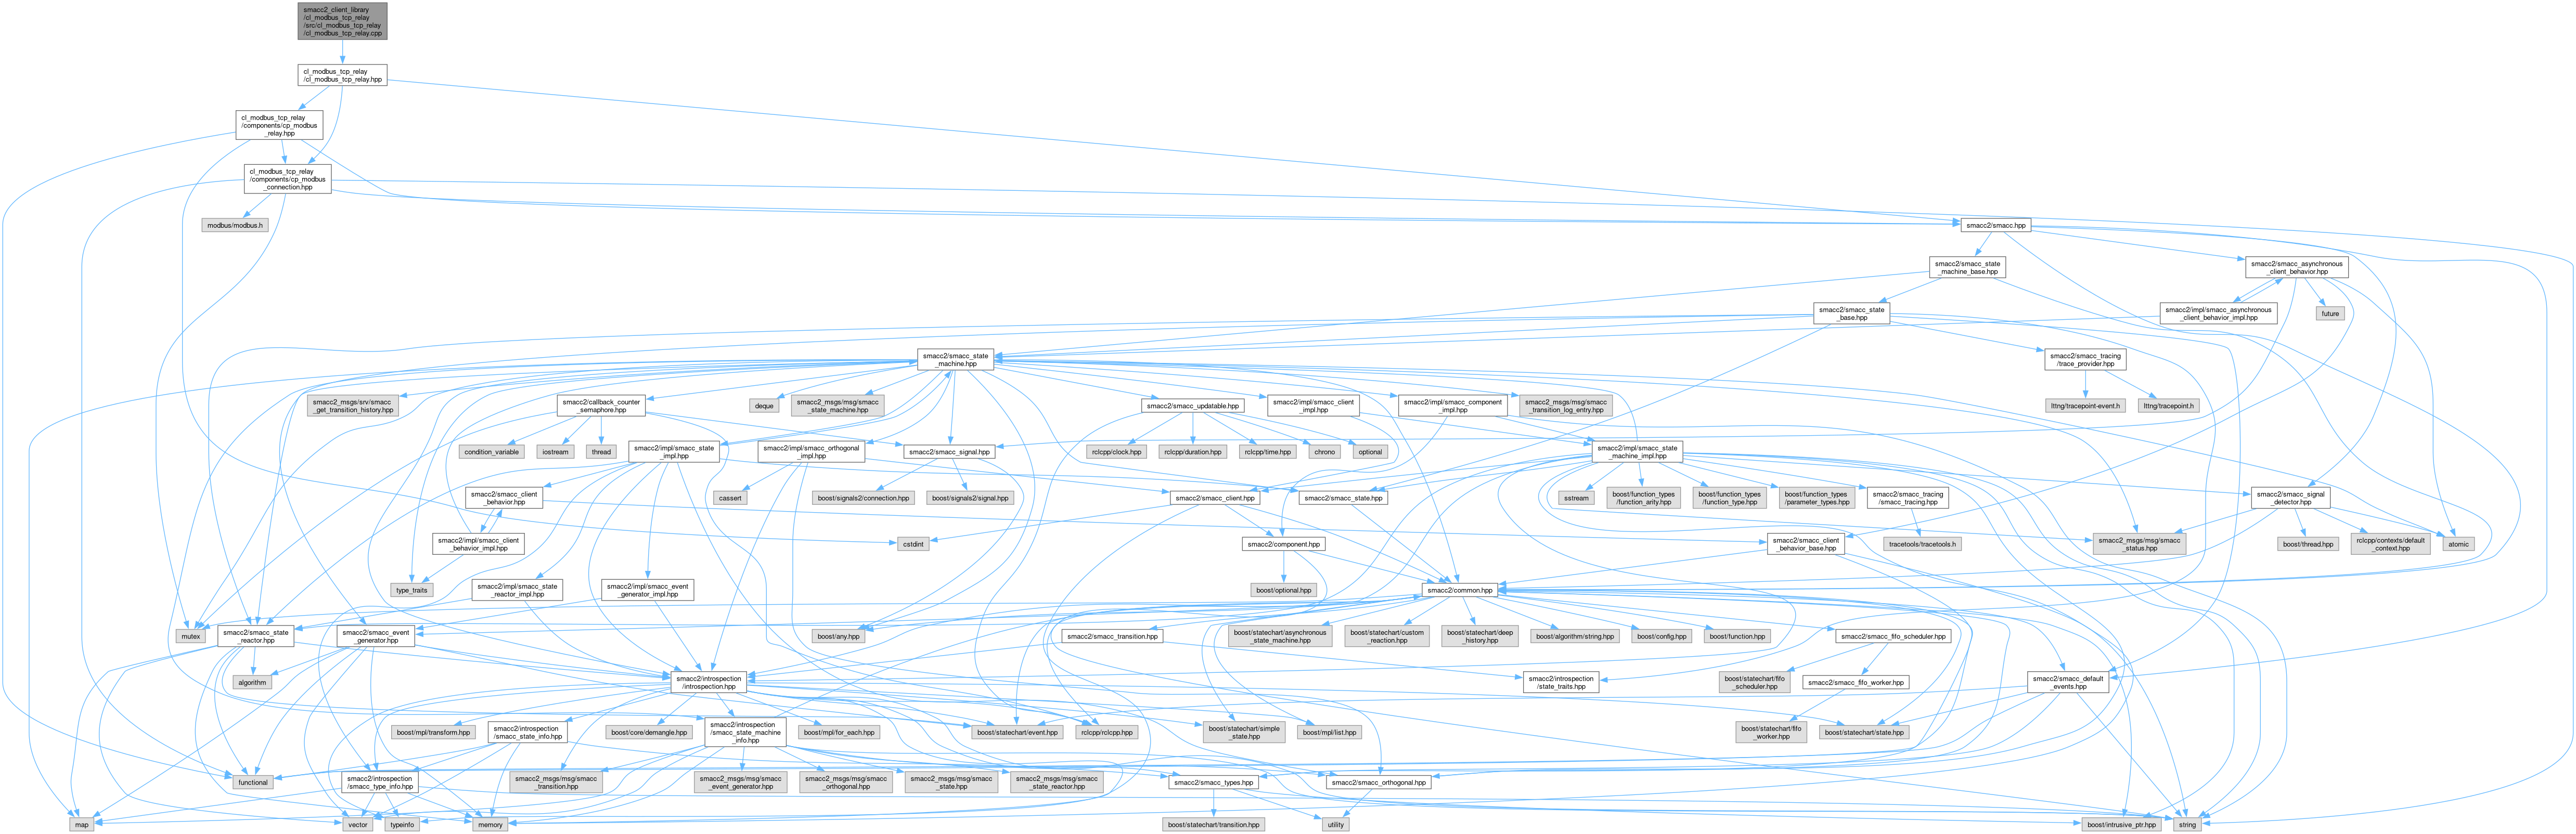 smacc2_client_library
/cl_modbus_tcp_relay
/src/cl_modbus_tcp_relay
/cl_modbus_tcp_relay.cpp
cl_modbus_tcp_relay
/cl_modbus_tcp_relay.hpp
cl_modbus_tcp_relay
/components/cp_modbus
_relay.hpp
cl_modbus_tcp_relay
/components/cp_modbus
_connection.hpp
modbus/modbus.h
smacc2/smacc.hpp
smacc2/smacc_state
_machine_base.hpp
smacc2/smacc_asynchronous
_client_behavior.hpp
smacc2/smacc_state
_base.hpp
smacc2/impl/smacc_asynchronous
_client_behavior_impl.hpp
future
smacc2/smacc_state
_machine.hpp
smacc2/smacc_tracing
/trace_provider.hpp
smacc2_msgs/srv/smacc
_get_transition_history.hpp
smacc2/callback_counter
_semaphore.hpp
deque
smacc2_msgs/msg/smacc
_state_machine.hpp
smacc2/smacc_updatable.hpp
smacc2/impl/smacc_client
_impl.hpp
smacc2/impl/smacc_component
_impl.hpp
smacc2_msgs/msg/smacc
_transition_log_entry.hpp
lttng/tracepoint-event.h
lttng/tracepoint.h
condition_variable
iostream
thread
smacc2/impl/smacc_state
_impl.hpp
smacc2/impl/smacc_orthogonal
_impl.hpp
smacc2/smacc_signal.hpp
rclcpp/clock.hpp
rclcpp/duration.hpp
rclcpp/time.hpp
chrono
optional
smacc2/impl/smacc_state
_machine_impl.hpp
smacc2/smacc_client
_behavior.hpp
cassert
boost/signals2/connection.hpp
boost/signals2/signal.hpp
smacc2/smacc_client.hpp
smacc2/smacc_state.hpp
sstream
boost/function_types
/function_arity.hpp
boost/function_types
/function_type.hpp
boost/function_types
/parameter_types.hpp
smacc2/smacc_tracing
/smacc_tracing.hpp
smacc2/smacc_signal
_detector.hpp
smacc2/impl/smacc_client
_behavior_impl.hpp
cstdint
smacc2/component.hpp
smacc2/smacc_client
_behavior_base.hpp
tracetools/tracetools.h
smacc2_msgs/msg/smacc
_status.hpp
boost/thread.hpp
rclcpp/contexts/default
_context.hpp
atomic
type_traits
smacc2/impl/smacc_state
_reactor_impl.hpp
smacc2/impl/smacc_event
_generator_impl.hpp
boost/optional.hpp
smacc2/common.hpp
mutex
smacc2/smacc_state
_reactor.hpp
smacc2/smacc_event
_generator.hpp
boost/any.hpp
smacc2/smacc_transition.hpp
boost/statechart/asynchronous
_state_machine.hpp
boost/statechart/custom
_reaction.hpp
boost/statechart/deep
_history.hpp
boost/algorithm/string.hpp
boost/config.hpp
boost/function.hpp
smacc2/smacc_fifo_scheduler.hpp
algorithm
smacc2/introspection
/introspection.hpp
smacc2/introspection
/state_traits.hpp
boost/statechart/fifo
_scheduler.hpp
smacc2/smacc_fifo_worker.hpp
smacc2/smacc_default
_events.hpp
boost/mpl/transform.hpp
smacc2/introspection
/smacc_state_info.hpp
boost/core/demangle.hpp
smacc2/introspection
/smacc_state_machine
_info.hpp
boost/mpl/for_each.hpp
boost/statechart/event.hpp
rclcpp/rclcpp.hpp
boost/statechart/simple
_state.hpp
boost/mpl/list.hpp
boost/statechart/fifo
_worker.hpp
boost/statechart/state.hpp
functional
smacc2/introspection
/smacc_type_info.hpp
smacc2_msgs/msg/smacc
_transition.hpp
smacc2_msgs/msg/smacc
_event_generator.hpp
smacc2_msgs/msg/smacc
_orthogonal.hpp
smacc2_msgs/msg/smacc
_state.hpp
smacc2_msgs/msg/smacc
_state_reactor.hpp
smacc2/smacc_types.hpp
smacc2/smacc_orthogonal.hpp
map
vector
typeinfo
memory
boost/statechart/transition.hpp
utility
boost/intrusive_ptr.hpp
string